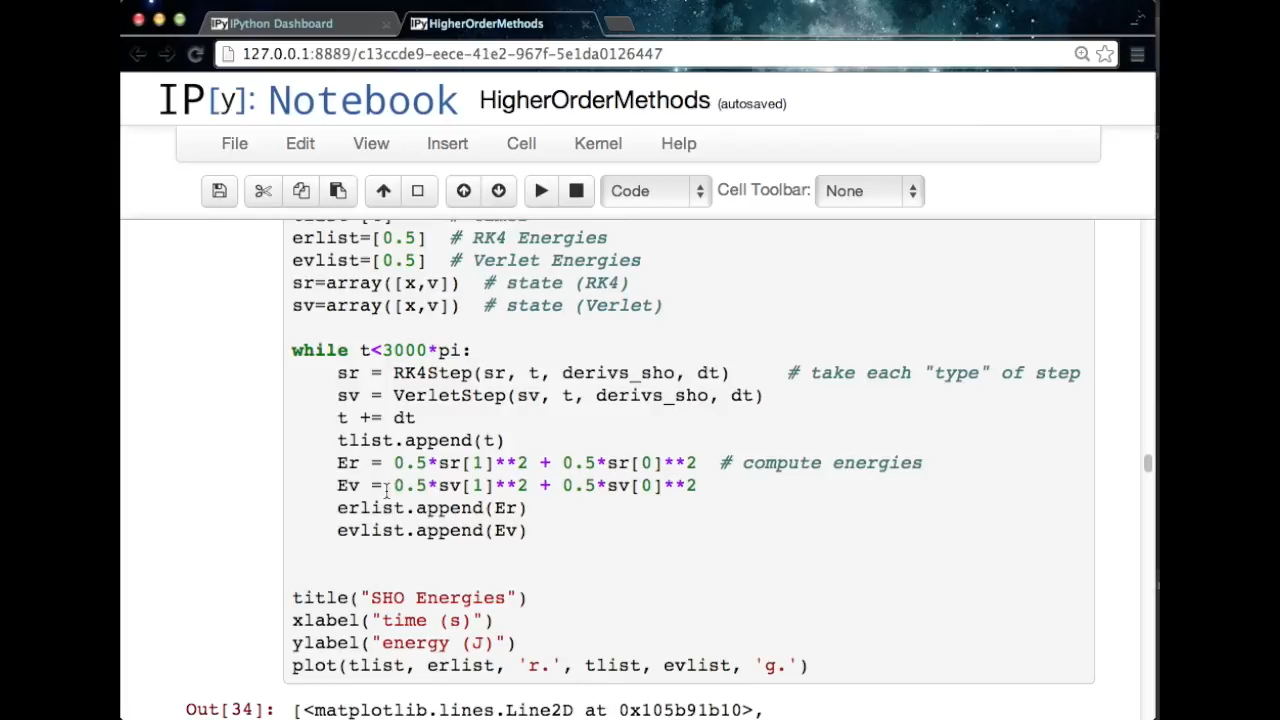 IP[y] IPython Dashboard
IP[y] HigherOrderMethods
127.0.0.1:8889/c13ccde9-eece-41e2-967f-5e1da0126447
IP[y]: Notebook HigherOrderMethods (autosaved)
File Edit View Insert Cell Kernel Help
Code Cell Toolbar: None
erlist=[0.5] # RK4 Energies
evlist=[0.5] # Verlet Energies
sr=array([x,v]) # state (RK4)
sv=array([x,v]) # state (Verlet)
while t<3000*pi:
sr = RK4Step(sr, t, derivs_sho, dt) # take each "type" of step
sv = VerletStep(sv, t, derivs_sho, dt)
t += dt
tlist.append(t)
Er = 0.5*sr[1]**2 + 0.5*sr[0]**2 # compute energies
Ev = 0.5*sv[1]**2 + 0.5*sv[0]**2
erlist.append(Er)
evlist.append(Ev)
title("SHO Energies")
xlabel("time (s)")
ylabel("energy (J)")
plot(tlist, erlist, 'r.', tlist, evlist, 'g.')
Out[34]: [<matplotlib.lines.Line2D at 0x105b91b10>,